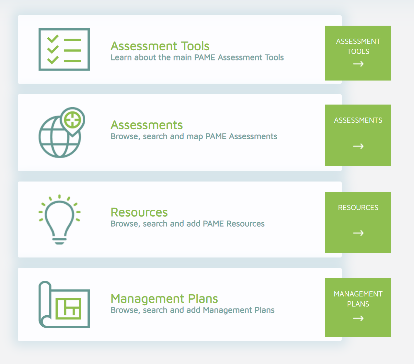 Assessment Tools
Learn about the main PAME Assessment Tools
ASSESSMENT
TOOLS
→
Assessments
Browse, search and map PAME Assessments
ASSESSMENTS
→
Resources
Browse, search and add PAME Resources
RESOURCES
→
Management Plans
Browse, search and add Management Plans
MANAGEMENT
PLANS
→